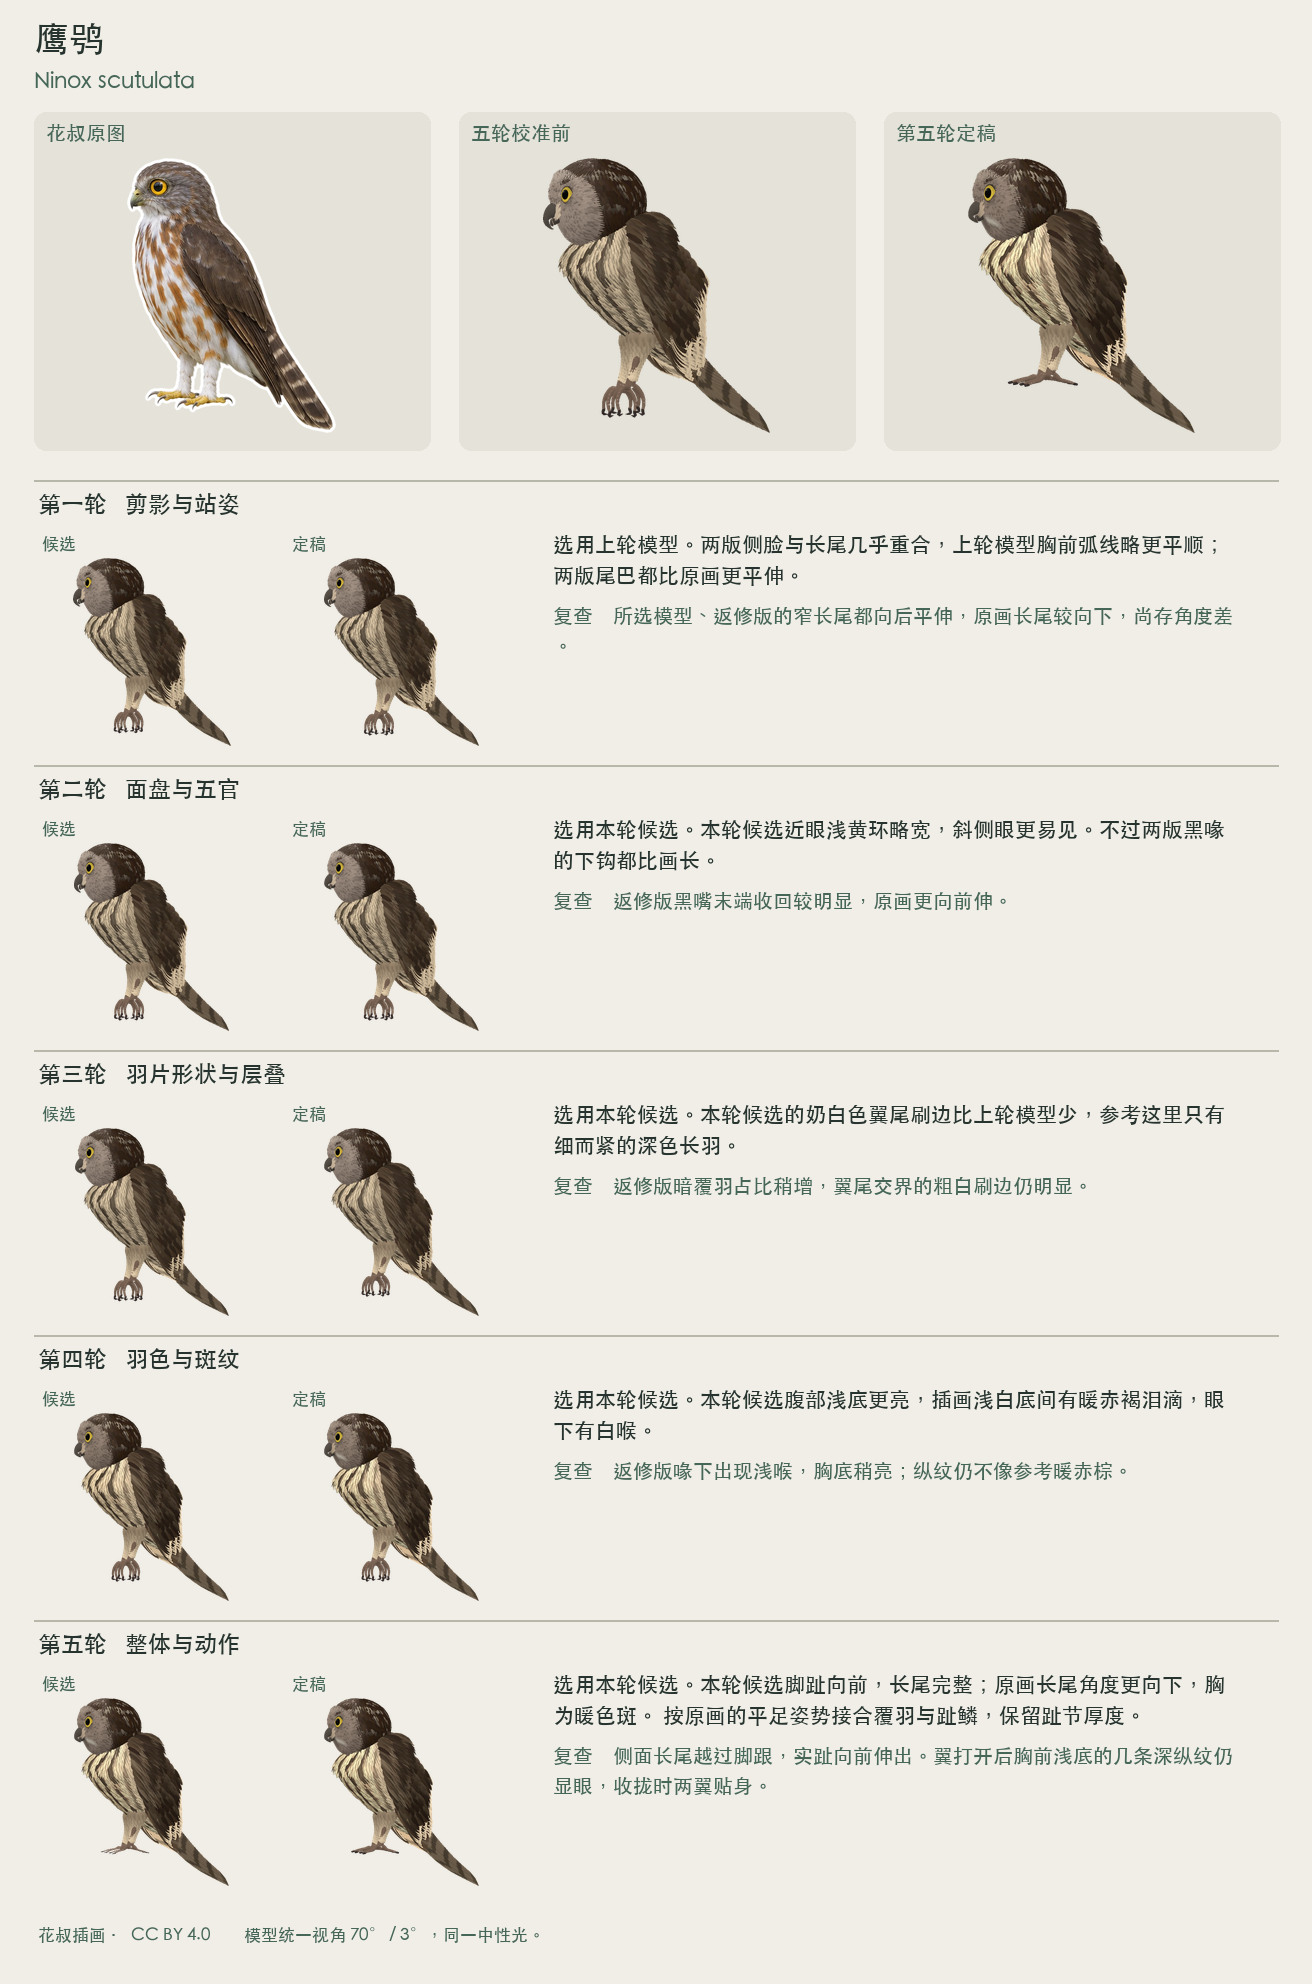 鹰鸮
Ninox scutulata
花叔原图
五轮校准前
第五轮定稿
第一轮 剪影与站姿
候选
定稿
选用上轮模型。两版侧脸与长尾几乎重合，上轮模型胸前弧线略更平顺；
两版尾巴都比原画更平伸。
复查 所选模型、返修版的窄长尾都向后平伸，原画长尾较向下，尚存角度差
。
第二轮 面盘与五官
候选
定稿
选用本轮候选。本轮候选近眼浅黄环略宽，斜侧眼更易见。不过两版黑喙
的下钩都比画长。
复查 返修版黑嘴末端收回较明显，原画更向前伸。
第三轮 羽片形状与层叠
候选
定稿
选用本轮候选。本轮候选的奶白色翼尾刷边比上轮模型少，参考这里只有
细而紧的深色长羽。
复查 返修版暗覆羽占比稍增，翼尾交界的粗白刷边仍明显。
第四轮 羽色与斑纹
候选
定稿
选用本轮候选。本轮候选腹部浅底更亮，插画浅白底间有暖赤褐泪滴，眼
下有白喉。
复查 返修版喙下出现浅喉，胸底稍亮；纵纹仍不像参考暖赤棕。
第五轮 整体与动作
候选
定稿
选用本轮候选。本轮候选脚趾向前，长尾完整；原画长尾角度更向下，胸
为暖色斑。 按原画的平足姿势接合覆羽与趾鳞，保留趾节厚度。
复查 侧面长尾越过脚跟，实趾向前伸出。翼打开后胸前浅底的几条深纵纹仍
显眼，收拢时两翼贴身。
花叔插画 · CC BY 4.0 模型统一视角 70° / 3° ，同一中性光。